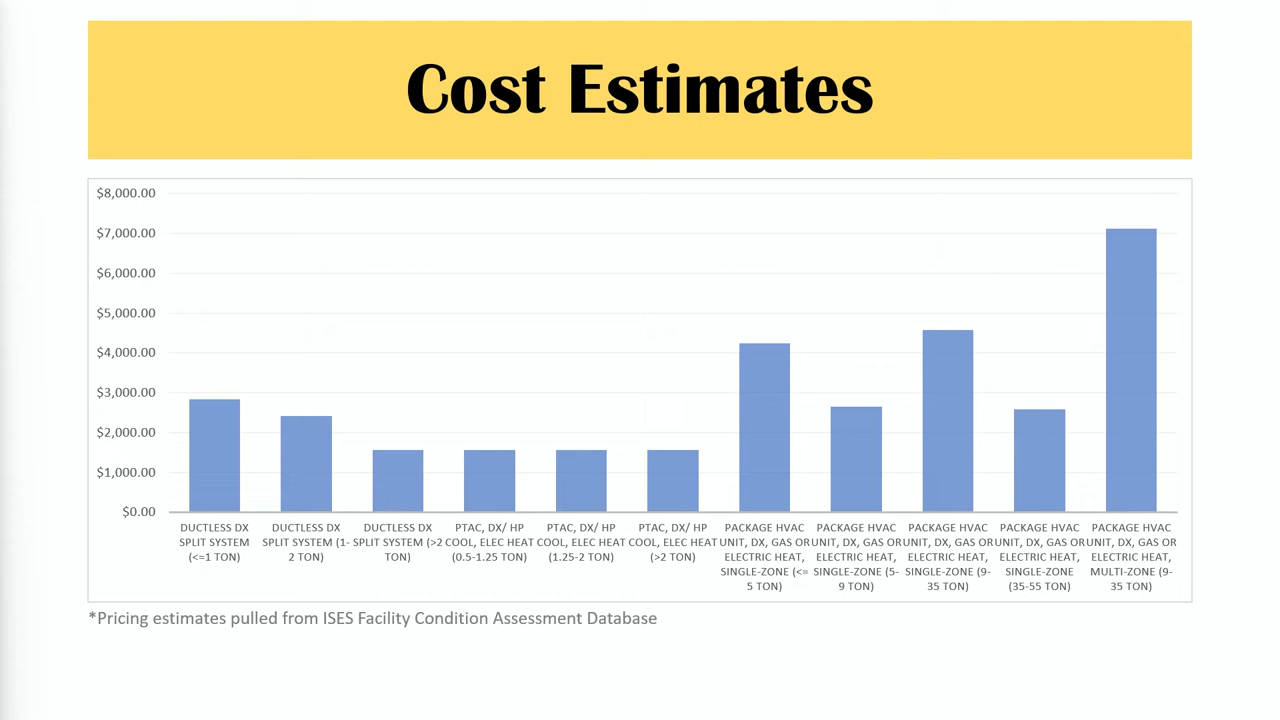 Cost Estimates
$8,000.00
$7,000.00
$6,000.00
$5,000.00
$4,000.00
$3,000.00
$2,000.00
$1,000.00
$0.00
DUCTLESS DX
SPLIT SYSTEM
(<=1 TON)
DUCTLESS DX
SPLIT SYSTEM (1-
2 TON)
DUCTLESS DX
SPLIT SYSTEM (>2
TON)
PTAC, DX/ HP
COOL, ELEC HEAT
(0.5-1.25 TON)
PTAC, DX/ HP
COOL, ELEC HEAT
(1.25-2 TON)
PTAC, DX/ HP
COOL, ELEC HEAT
(>2 TON)
PACKAGE HVAC
UNIT, DX, GAS OR
ELECTRIC HEAT,
SINGLE-ZONE (<=
5 TON)
PACKAGE HVAC
UNIT, DX, GAS OR
ELECTRIC HEAT,
SINGLE-ZONE (5-
9 TON)
PACKAGE HVAC
UNIT, DX, GAS OR
ELECTRIC HEAT,
SINGLE-ZONE (9-
35 TON)
PACKAGE HVAC
UNIT, DX, GAS OR
ELECTRIC HEAT,
SINGLE-ZONE
(35-55 TON)
PACKAGE HVAC
UNIT, DX, GAS OR
ELECTRIC HEAT,
MULTI-ZONE (9-
35 TON)
*Pricing estimates pulled from ISES Facility Condition Assessment Database